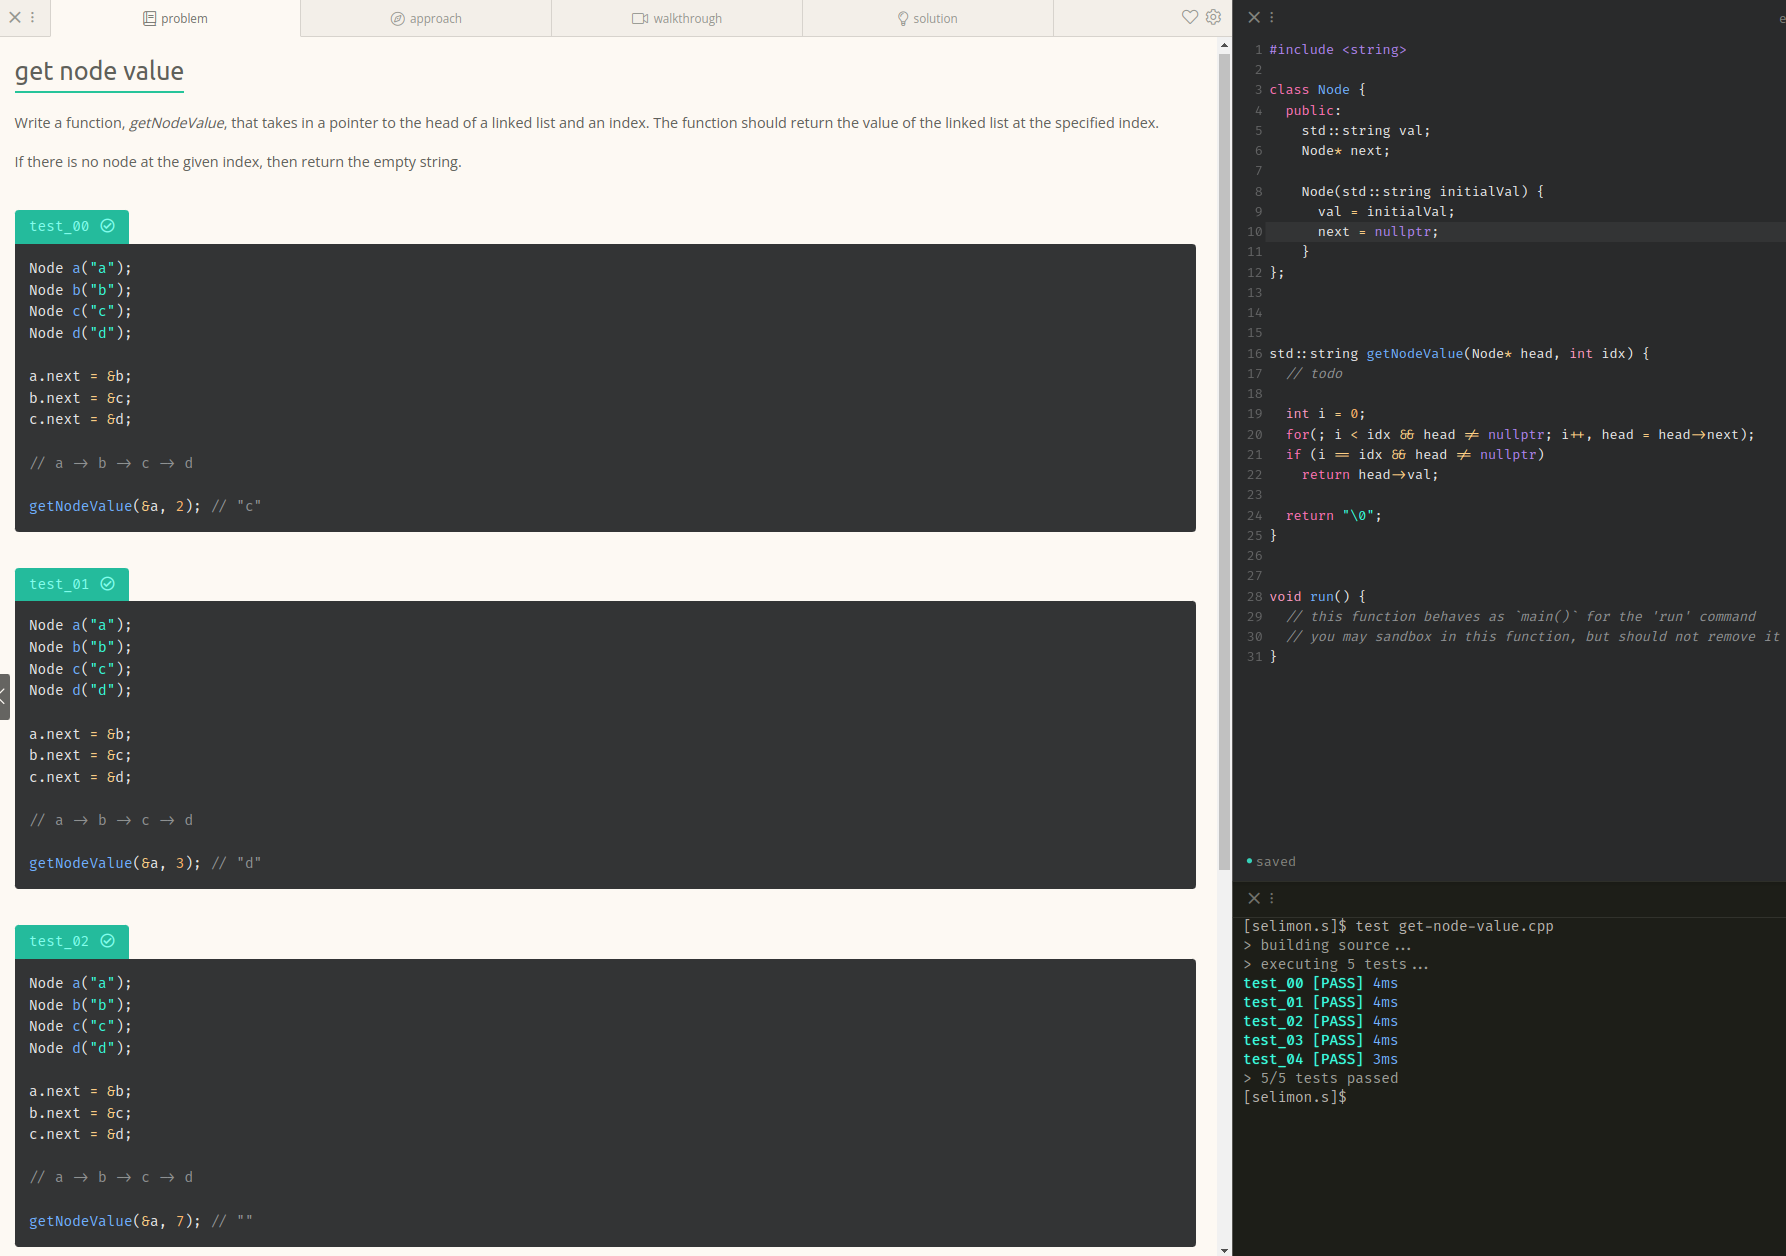 problem
approach
walkthrough
solution
get node value
Write a function, getNodeValue, that takes in a pointer to the head of a linked list and an index. The function should return the value of the linked list at the specified index.
If there is no node at the given index, then return the empty string.
test_00
Node a("a");
Node b("b");
Node c("c");
Node d("d");
a.next = &b;
b.next = &c;
c.next = &d;
// a -> b -> c -> d
getNodeValue(&a, 2); // "c"
test_01
Node a("a");
Node b("b");
Node c("c");
Node d("d");
a.next = &b;
b.next = &c;
c.next = &d;
// a -> b -> c -> d
getNodeValue(&a, 3); // "d"
test_02
Node a("a");
Node b("b");
Node c("c");
Node d("d");
a.next = &b;
b.next = &c;
c.next = &d;
// a -> b -> c -> d
getNodeValue(&a, 7); // ""
1 #include <string>
2
3 class Node {
4 public:
5 std::string val;
6 Node* next;
7
8 Node(std::string initialVal) {
9 val = initialVal;
10 next = nullptr;
11 }
12 };
13
14
15
16 std::string getNodeValue(Node* head, int idx) {
17 // todo
18
19 int i = 0;
20 for(; i < idx && head != nullptr; i++, head = head->next);
21 if (i == idx && head != nullptr)
22 return head->val;
23
24 return "\0";
25 }
26
27
28 void run() {
29 // this function behaves as `main()` for the 'run' command
30 // you may sandbox in this function, but should not remove it
31 }
saved
[selimon.s]$ test get-node-value.cpp
> building source...
> executing 5 tests...
test_00 [PASS] 4ms
test_01 [PASS] 4ms
test_02 [PASS] 4ms
test_03 [PASS] 4ms
test_04 [PASS] 3ms
> 5/5 tests passed
[selimon.s]$